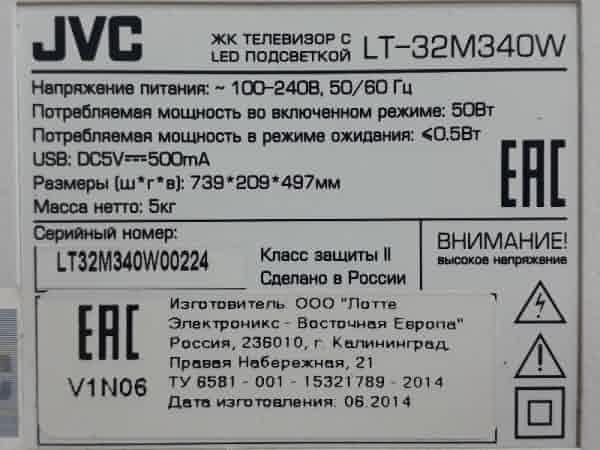 JVC
ЖК ТЕЛЕВИЗОР С
LED ПОДСВЕТКОЙ
LT-32M340W
Напряжение питания: ~ 100-240В, 50/60 Гц
Потребляемая мощность во включенном режиме: 50Вт
Потребляемая мощность в режиме ожидания: ≤0.5Вт
USB: DC5V⎓500mA
Размеры (ш*г*в): 739*209*497мм
Масса нетто: 5кг
EAC
Серийный номер:
LT32M340W00224
Класс защиты II
Сделано в России
ВНИМАНИЕ!
высокое напряжение
EAC
V1N06
Изготовитель: ООО "Лотте
Электроникс - Восточная Европа"
Россия, 236010, г. Калининград,
Правая Набережная, 21
ТУ 6581 - 001 - 15321789 - 2014
Дата изготовления: 06.2014